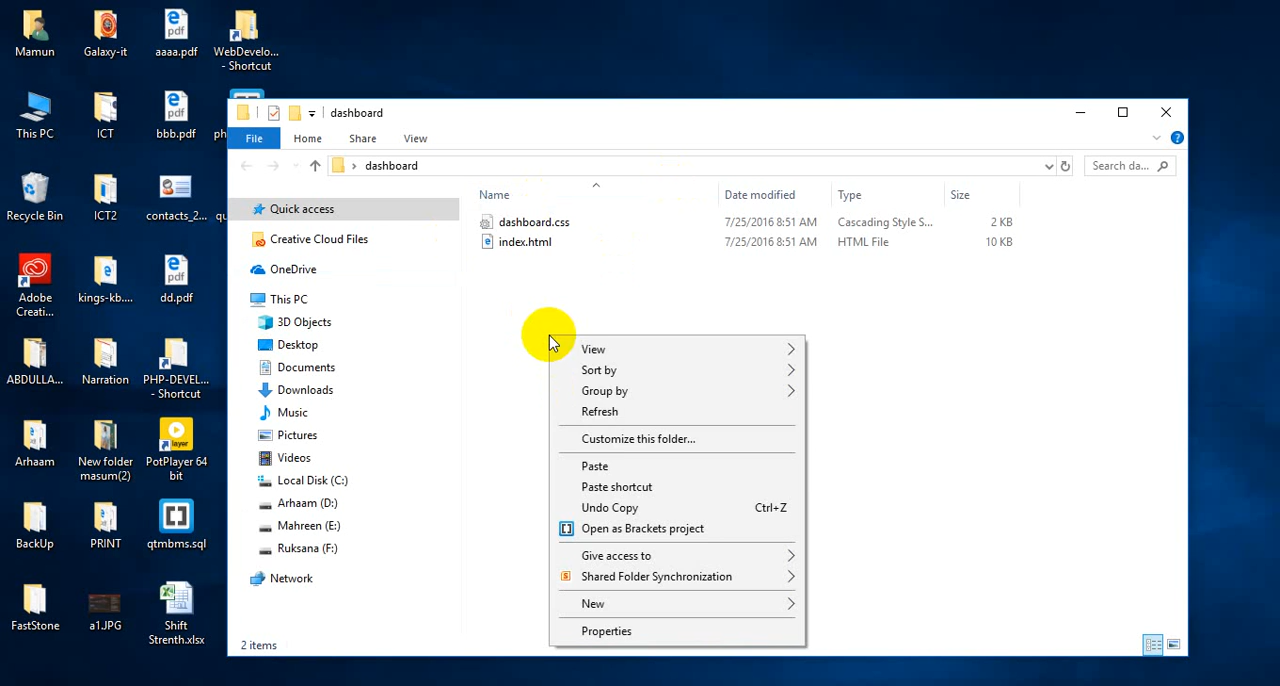 Mamun
Galaxy-it
aaaa.pdf
WebDevelo...
- Shortcut
This PC
ICT
bbb.pdf
ph
Recycle Bin
ICT2
contacts_2...
qu
Adobe
Creati...
kings-kb....
dd.pdf
ABDULLA...
Narration
PHP-DEVEL...
- Shortcut
Arhaam
New folder
masum(2)
PotPlayer 64
bit
BackUp
PRINT
qtmbms.sql
FastStone
a1.JPG
Shift
Strenth.xlsx
dashboard
File Home Share View
dashboard
Search da...
Quick access
Creative Cloud Files
OneDrive
This PC
3D Objects
Desktop
Documents
Downloads
Music
Pictures
Videos
Local Disk (C:)
Arhaam (D:)
Mahreen (E:)
Ruksana (F:)
Network
Name Date modified Type Size
dashboard.css 7/25/2016 8:51 AM Cascading Style S... 2 KB
index.html 7/25/2016 8:51 AM HTML File 10 KB
View
Sort by
Group by
Refresh
Customize this folder...
Paste
Paste shortcut
Undo Copy Ctrl+Z
Open as Brackets project
Give access to
Shared Folder Synchronization
New
Properties
2 items